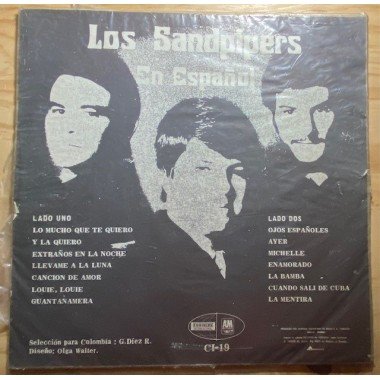 Los Sandpipers
En Español
LADO UNO
LO MUCHO QUE TE QUIERO
Y LA QUIERO
EXTRAÑOS EN LA NOCHE
LLEVAME A LA LUNA
CANCION DE AMOR
LOUIE, LOUIE
GUANTAÑAMERA
LADO DOS
OJOS ESPAÑOLES
AYER
MICHELLE
ENAMORADO
LA BAMBA
CUANDO SALI DE CUBA
LA MENTIRA
Selección para Colombia : G. Díez R.
Diseño; Olga Walter.
A&M
CI-19